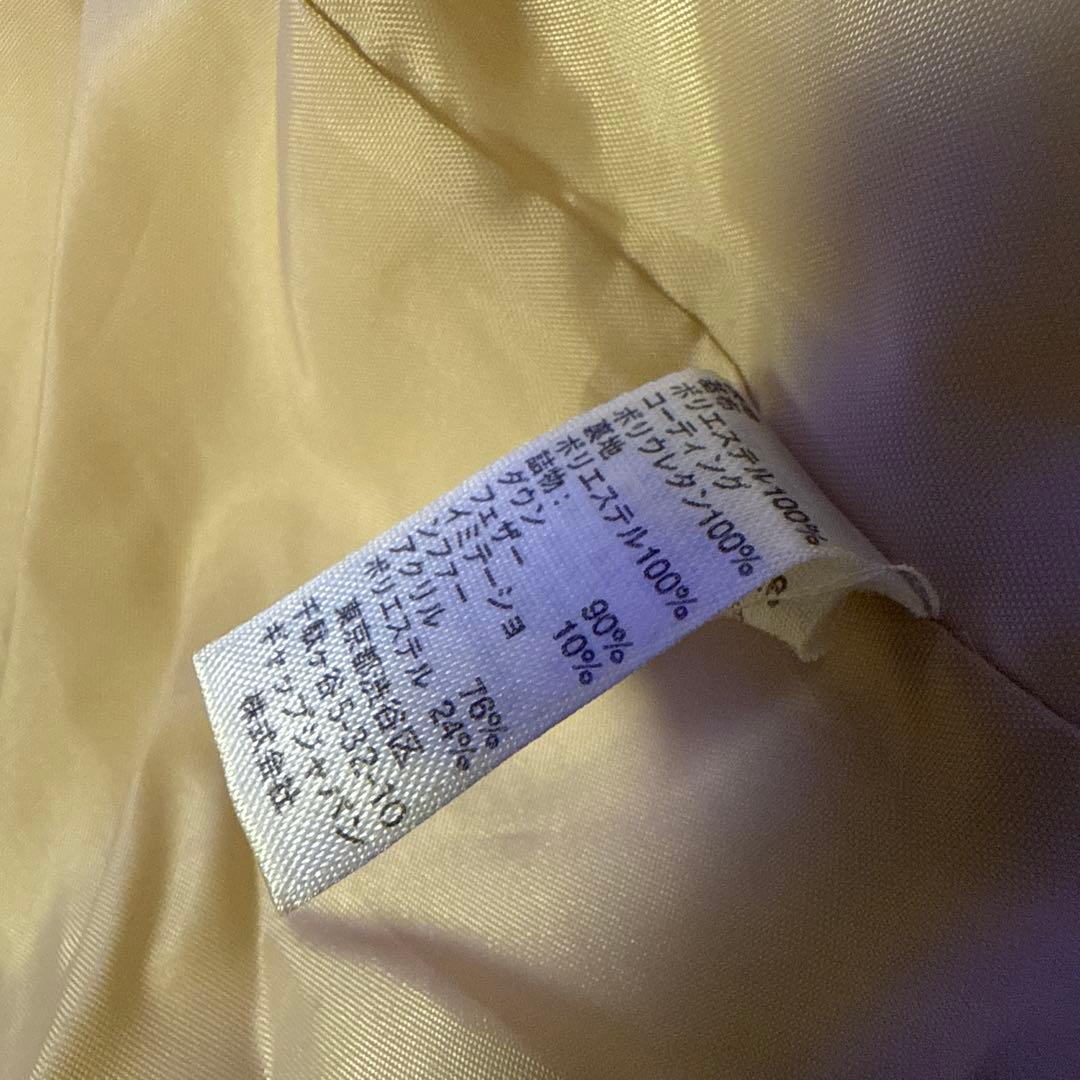 ポリエステル100%
コーティング
ポリウレタン100%
裏地
ポリエステル100%
詰物：
ダウン 90%
フェザー 10%
イミテーショ
ンファー
アクリル 76%
ポリエステル 24%
東京都渋谷区
千駄ヶ谷5-32-10
ギャップジャパン
株式会社